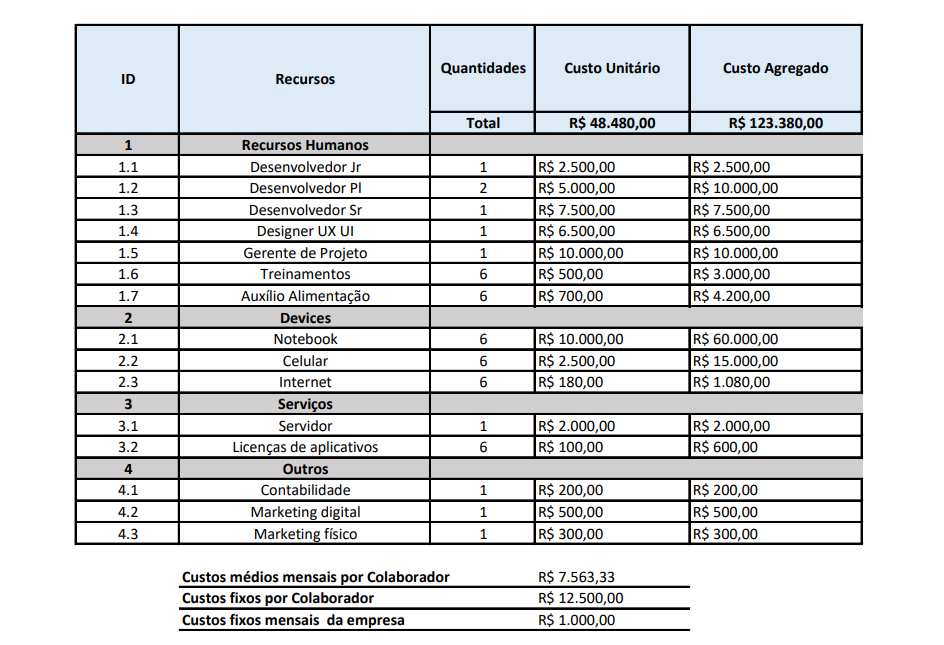 ID Recursos Quantidades Custo Unitário Custo Agregado
Total R$ 48.480,00 R$ 123.380,00
1 Recursos Humanos
1.1 Desenvolvedor Jr 1 R$ 2.500,00 R$ 2.500,00
1.2 Desenvolvedor Pl 2 R$ 5.000,00 R$ 10.000,00
1.3 Desenvolvedor Sr 1 R$ 7.500,00 R$ 7.500,00
1.4 Designer UX UI 1 R$ 6.500,00 R$ 6.500,00
1.5 Gerente de Projeto 1 R$ 10.000,00 R$ 10.000,00
1.6 Treinamentos 6 R$ 500,00 R$ 3.000,00
1.7 Auxílio Alimentação 6 R$ 700,00 R$ 4.200,00
2 Devices
2.1 Notebook 6 R$ 10.000,00 R$ 60.000,00
2.2 Celular 6 R$ 2.500,00 R$ 15.000,00
2.3 Internet 6 R$ 180,00 R$ 1.080,00
3 Serviços
3.1 Servidor 1 R$ 2.000,00 R$ 2.000,00
3.2 Licenças de aplicativos 6 R$ 100,00 R$ 600,00
4 Outros
4.1 Contabilidade 1 R$ 200,00 R$ 200,00
4.2 Marketing digital 1 R$ 500,00 R$ 500,00
4.3 Marketing físico 1 R$ 300,00 R$ 300,00
Custos médios mensais por Colaborador R$ 7.563,33
Custos fixos por Colaborador R$ 12.500,00
Custos fixos mensais da empresa R$ 1.000,00